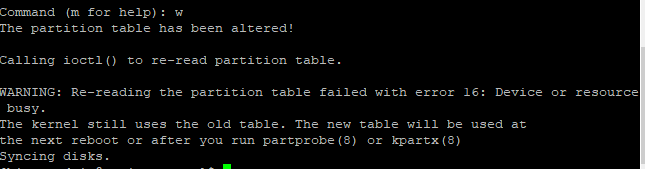 Command (m for help): w
The partition table has been altered!
Calling ioctl() to re-read partition table.
WARNING: Re-reading the partition table failed with error 16: Device or resource
busy.
The kernel still uses the old table. The new table will be used at
the next reboot or after you run partprobe(8) or kpartx(8)
Syncing disks.